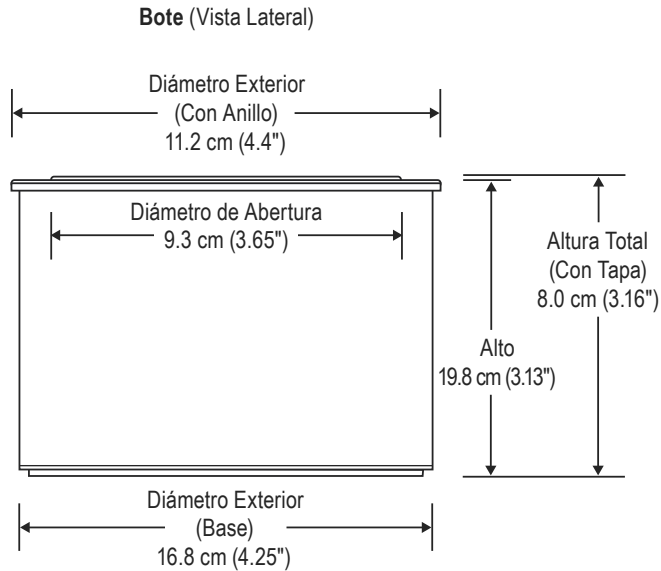 Bote (Vista Lateral)
Diámetro Exterior
(Con Anillo)
11.2 cm (4.4")
Diámetro de Abertura
9.3 cm (3.65")
Altura Total
(Con Tapa)
8.0 cm (3.16")
Alto
19.8 cm (3.13")
Diámetro Exterior
(Base)
16.8 cm (4.25")